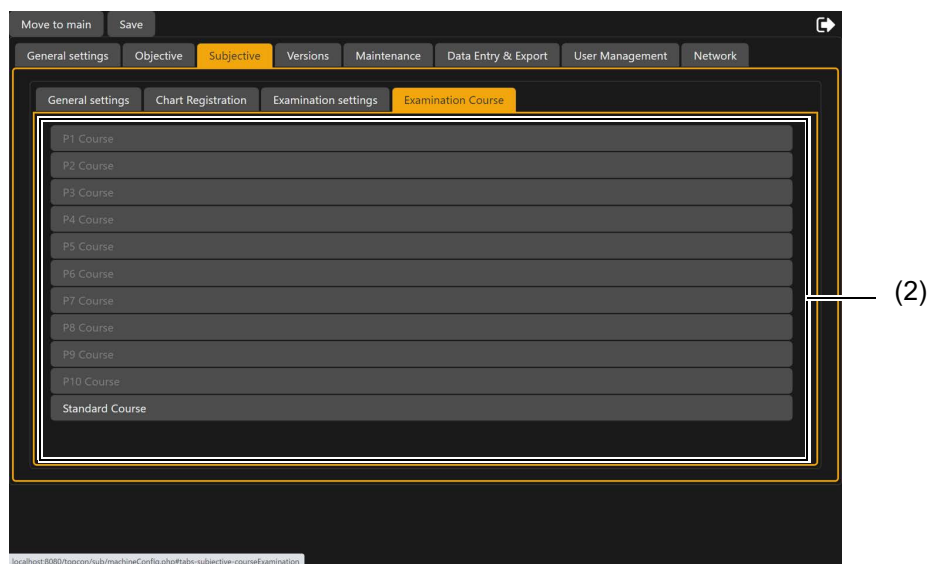 Move to main Save
General settings Objective Subjective Versions Maintenance Data Entry & Export User Management Network
General settings Chart Registration Examination settings Examination Course
P1 Course
P2 Course
P3 Course
P4 Course
P5 Course
P6 Course
P7 Course
P8 Course
P9 Course
P10 Course
Standard Course
(2)
localhost:8080/topcon/sub/machineConfig.php#tabs-subjective-courseExamination